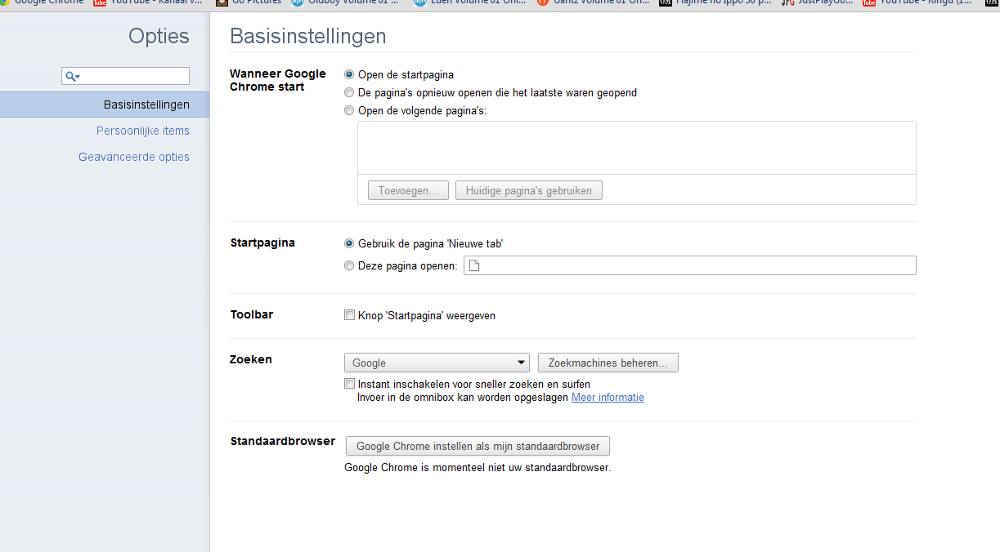 Google Chrome YouTube - Kanaal v... Go Pictures Oldboy Volume 01 ... Eden Volume 01 Onli... Gantz Volume 01 Onl... Hajime no Ippo 30 p... JustPlayGo... YouTube - Kingd (1...
Opties
Basisinstellingen
Persoonlijke items
Geavanceerde opties
Basisinstellingen
Wanneer Google
Chrome start
Open de startpagina
De pagina's opnieuw openen die het laatste waren geopend
Open de volgende pagina's:
Toevoegen... Huidige pagina's gebruiken
Startpagina
Gebruik de pagina 'Nieuwe tab'
Deze pagina openen:
Toolbar
Knop 'Startpagina' weergeven
Zoeken
Google Zoekmachines beheren...
Instant inschakelen voor sneller zoeken en surfen
Invoer in de omnibox kan worden opgeslagen Meer informatie
Standaardbrowser
Google Chrome instellen als mijn standaardbrowser
Google Chrome is momenteel niet uw standaardbrowser.